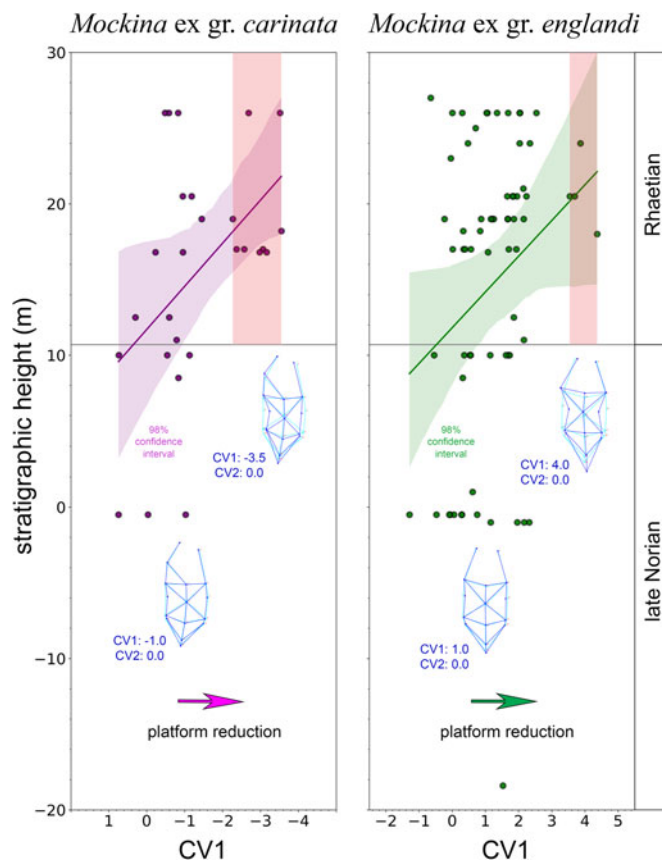 Mockina ex gr. carinata
Mockina ex gr. englandi
stratigraphic height (m)
30
20
10
0
−10
−20
98%
confidence
interval
CV1: -3.5
CV2: 0.0
CV1: -1.0
CV2: 0.0
platform reduction
1 0 −1 −2 −3 −4
CV1
98%
confidence
interval
CV1: 4.0
CV2: 0.0
CV1: 1.0
CV2: 0.0
platform reduction
−2 −1 0 1 2 3 4 5
CV1
Rhaetian
late Norian